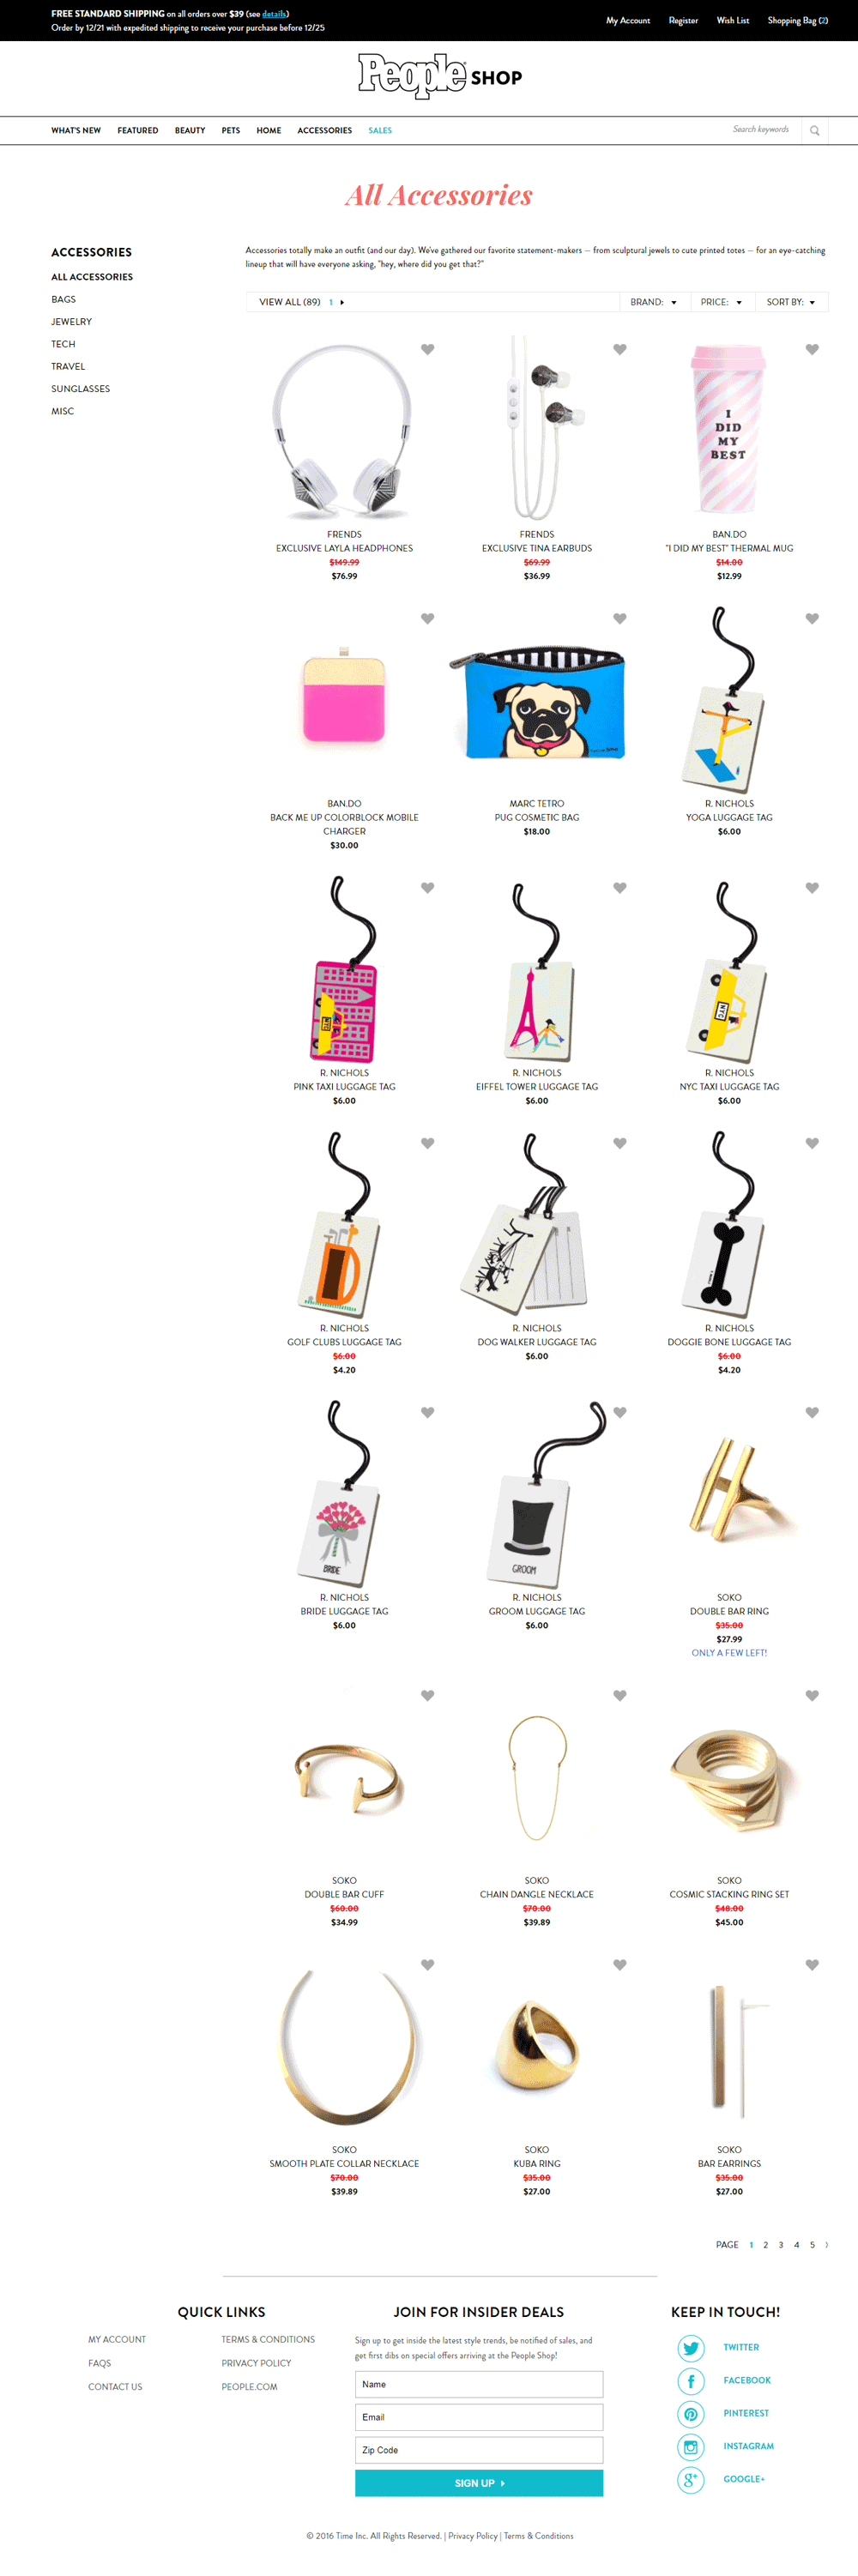 FREE STANDARD SHIPPING on all orders over $39 (see details)
Order by 12/21 with expedited shipping to receive your purchase before 12/25
My Account Register Wish List Shopping Bag (2)
People SHOP
WHAT'S NEW FEATURED BEAUTY PETS HOME ACCESSORIES SALES
Search keywords
All Accessories
ACCESSORIES
ALL ACCESSORIES
BAGS
JEWELRY
TECH
TRAVEL
SUNGLASSES
MISC
Accessories totally make an outfit (and our day). We've gathered our favorite statement-makers — from sculptural jewels to cute printed totes — for an eye-catching
lineup that will have everyone asking, "hey, where did you get that?"
VIEW ALL (89) 1
BRAND: PRICE: SORT BY:
I
DID
MY
BEST
FRENDS
EXCLUSIVE LAYLA HEADPHONES
$149.99
$76.99
FRENDS
EXCLUSIVE TINA EARBUDS
$69.99
$36.99
BAN.DO
"I DID MY BEST" THERMAL MUG
$14.00
$12.99
BAN.DO
BACK ME UP COLORBLOCK MOBILE
CHARGER
$30.00
MARC TETRO
PUG COSMETIC BAG
$18.00
R. NICHOLS
YOGA LUGGAGE TAG
$6.00
NYC
R. NICHOLS
PINK TAXI LUGGAGE TAG
$6.00
R. NICHOLS
EIFFEL TOWER LUGGAGE TAG
$6.00
NYC
R. NICHOLS
NYC TAXI LUGGAGE TAG
$6.00
R. NICHOLS
GOLF CLUBS LUGGAGE TAG
$6.00
$4.20
R. NICHOLS
DOG WALKER LUGGAGE TAG
$6.00
R. NICHOLS
DOGGIE BONE LUGGAGE TAG
$6.00
$4.20
BRIDE
R. NICHOLS
BRIDE LUGGAGE TAG
$6.00
GROOM
R. NICHOLS
GROOM LUGGAGE TAG
$6.00
SOKO
DOUBLE BAR RING
$35.00
$27.99
ONLY A FEW LEFT!
SOKO
DOUBLE BAR CUFF
$60.00
$34.99
SOKO
CHAIN DANGLE NECKLACE
$70.00
$39.89
SOKO
COSMIC STACKING RING SET
$48.00
$45.00
SOKO
SMOOTH PLATE COLLAR NECKLACE
$70.00
$39.89
SOKO
KUBA RING
$35.00
$27.00
SOKO
BAR EARRINGS
$35.00
$27.00
PAGE 1 2 3 4 5 )
QUICK LINKS
MY ACCOUNT
FAQS
CONTACT US
TERMS & CONDITIONS
PRIVACY POLICY
PEOPLE.COM
JOIN FOR INSIDER DEALS
Sign up to get inside the latest style trends, be notified of sales, and
get first dibs on special offers arriving at the People Shop!
Name
Email
Zip Code
SIGN UP
KEEP IN TOUCH!
TWITTER
FACEBOOK
PINTEREST
INSTAGRAM
GOOGLE+
© 2016 Time Inc. All Rights Reserved. | Privacy Policy | Terms & Conditions